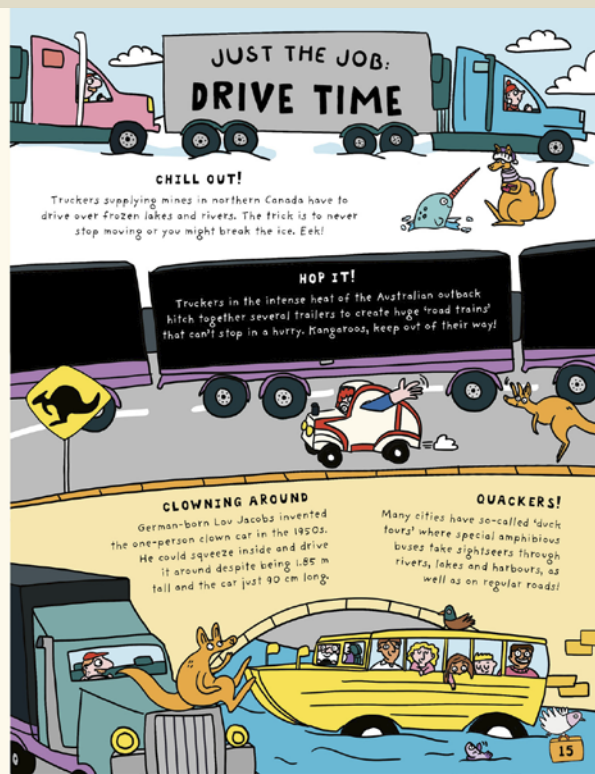 JUST THE JOB:
DRIVE TIME
CHILL OUT!
Truckers supplying mines in northern Canada have to
drive over frozen lakes and rivers. The trick is to never
stop moving or you might break the ice. Eek!
HOP IT!
Truckers in the intense heat of the Australian outback
hitch together several trailers to create huge ‘road trains’
that can't stop in a hurry. Kangaroos, keep out of their way!
CLOWNING AROUND
German-born Lou Jacobs invented
the one-person clown car in the 1950s.
He could squeeze inside and drive
it around despite being 1.85 m
tall and the car just 90 cm long.
QUACKERS!
Many cities have so-called ‘duck
tours’ where special amphibious
buses take sightseers through
rivers, lakes and harbours, as
well as on regular roads!
15